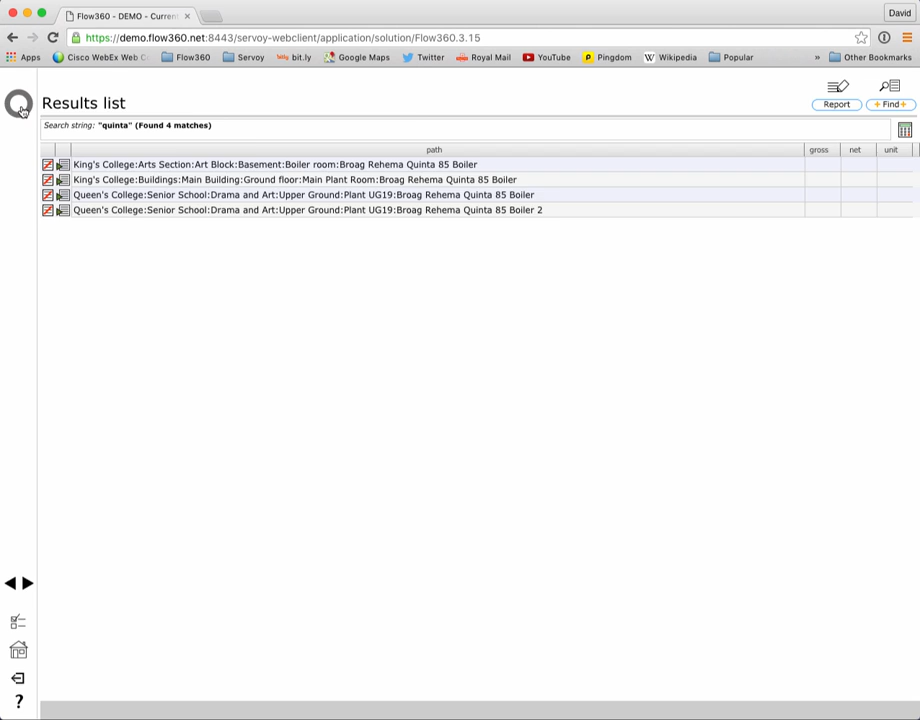 Flow360 - DEMO - Curren
David
https://demo.flow360.net:8443/servoy-webclient/application/solution/Flow360.3.15
Apps Cisco WebEx Web C Flow360 Servoy bit.ly Google Maps Twitter Royal Mail YouTube Pingdom Wikipedia Popular » Other Bookmarks
Results list
Report
+ Find +
Search string: "quinta" (Found 4 matches)
path gross net unit
King's College:Arts Section:Art Block:Basement:Boiler room:Broag Rehema Quinta 85 Boiler
King's College:Buildings:Main Building:Ground floor:Main Plant Room:Broag Rehema Quinta 85 Boiler
Queen's College:Senior School:Drama and Art:Upper Ground:Plant UG19:Broag Rehema Quinta 85 Boiler
Queen's College:Senior School:Drama and Art:Upper Ground:Plant UG19:Broag Rehema Quinta 85 Boiler 2
?